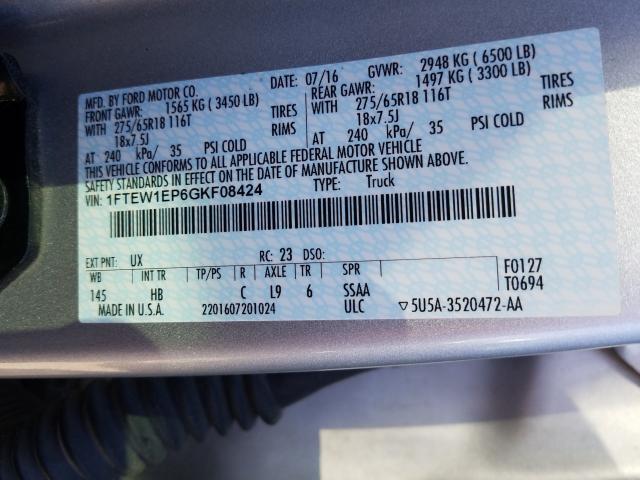 MFD. BY FORD MOTOR CO. DATE: 07/16 GVWR: 2948 KG ( 6500 LB)
FRONT GAWR: 1565 KG ( 3450 LB) REAR GAWR: 1497 KG ( 3300 LB)
WITH 275/65R18 116T TIRES WITH 275/65R18 116T TIRES
18x7.5J RIMS 18x7.5J RIMS
AT 240 kPa/ 35 PSI COLD AT 240 kPa/ 35 PSI COLD
THIS VEHICLE CONFORMS TO ALL APPLICABLE FEDERAL MOTOR VEHICLE
SAFETY STANDARDS IN EFFECT ON THE DATE OF MANUFACTURE SHOWN ABOVE.
VIN: 1FTEW1EP6GKF08424 TYPE: Truck
EXT PNT: UX RC: 23 DSO: F0127
WB INT TR TP/PS R AXLE TR SPR T0694
145 HB C L9 6 SSAA
MADE IN U.S.A. 2201607201024 ULC ▽5U5A-3520472-AA